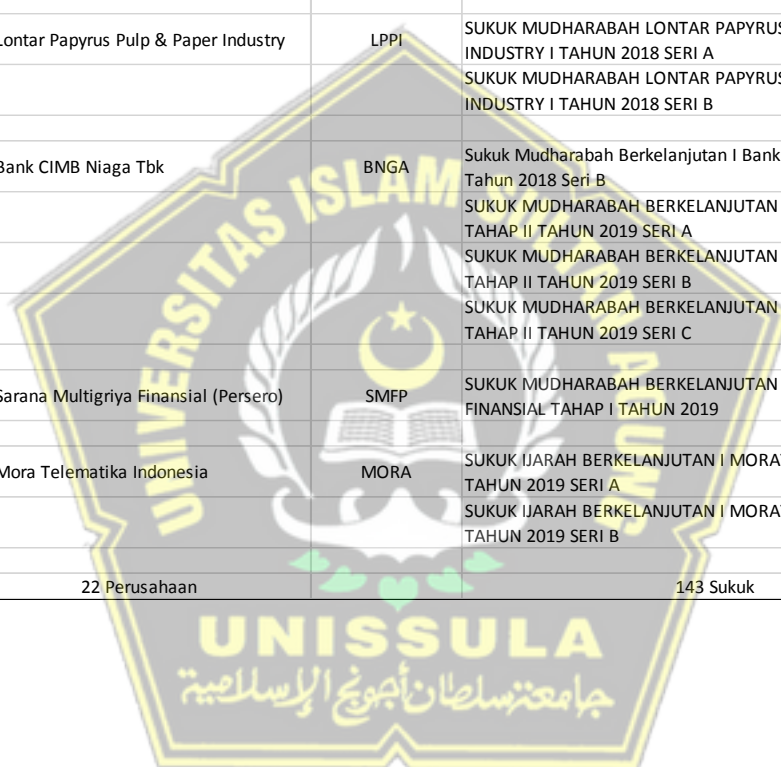 Lontar Papyrus Pulp & Paper Industry LPPI SUKUK MUDHARABAH LONTAR PAPYRUS
INDUSTRY I TAHUN 2018 SERI A
SUKUK MUDHARABAH LONTAR PAPYRUS
INDUSTRY I TAHUN 2018 SERI B
Bank CIMB Niaga Tbk BNGA Sukuk Mudharabah Berkelanjutan I Bank
Tahun 2018 Seri B
SUKUK MUDHARABAH BERKELANJUTAN
TAHAP II TAHUN 2019 SERI A
SUKUK MUDHARABAH BERKELANJUTAN
TAHAP II TAHUN 2019 SERI B
SUKUK MUDHARABAH BERKELANJUTAN
TAHAP II TAHUN 2019 SERI C
Sarana Multigriya Finansial (Persero) SMFP SUKUK MUDHARABAH BERKELANJUTAN
FINANSIAL TAHAP I TAHUN 2019
Mora Telematika Indonesia MORA SUKUK IJARAH BERKELANJUTAN I MORA
TAHUN 2019 SERI A
SUKUK IJARAH BERKELANJUTAN I MORA
TAHUN 2019 SERI B
22 Perusahaan 143 Sukuk
UNIVERSITAS ISLAM SULTAN AGUNG
UNISSULA
جامعة سلطان أجونج الإسلامية